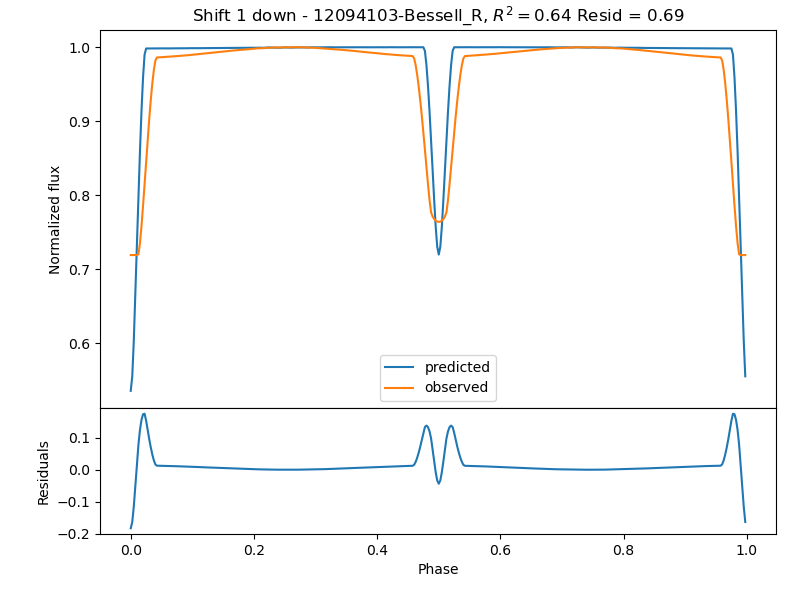 Shift 1 down - 12094103-Bessell_R, R² = 0.64 Resid = 0.69
Normalized flux
1.0
0.9
0.8
0.7
0.6
predicted
observed
Residuals
0.1
0.0
−0.1
−0.2
0.0 0.2 0.4 0.6 0.8 1.0
Phase